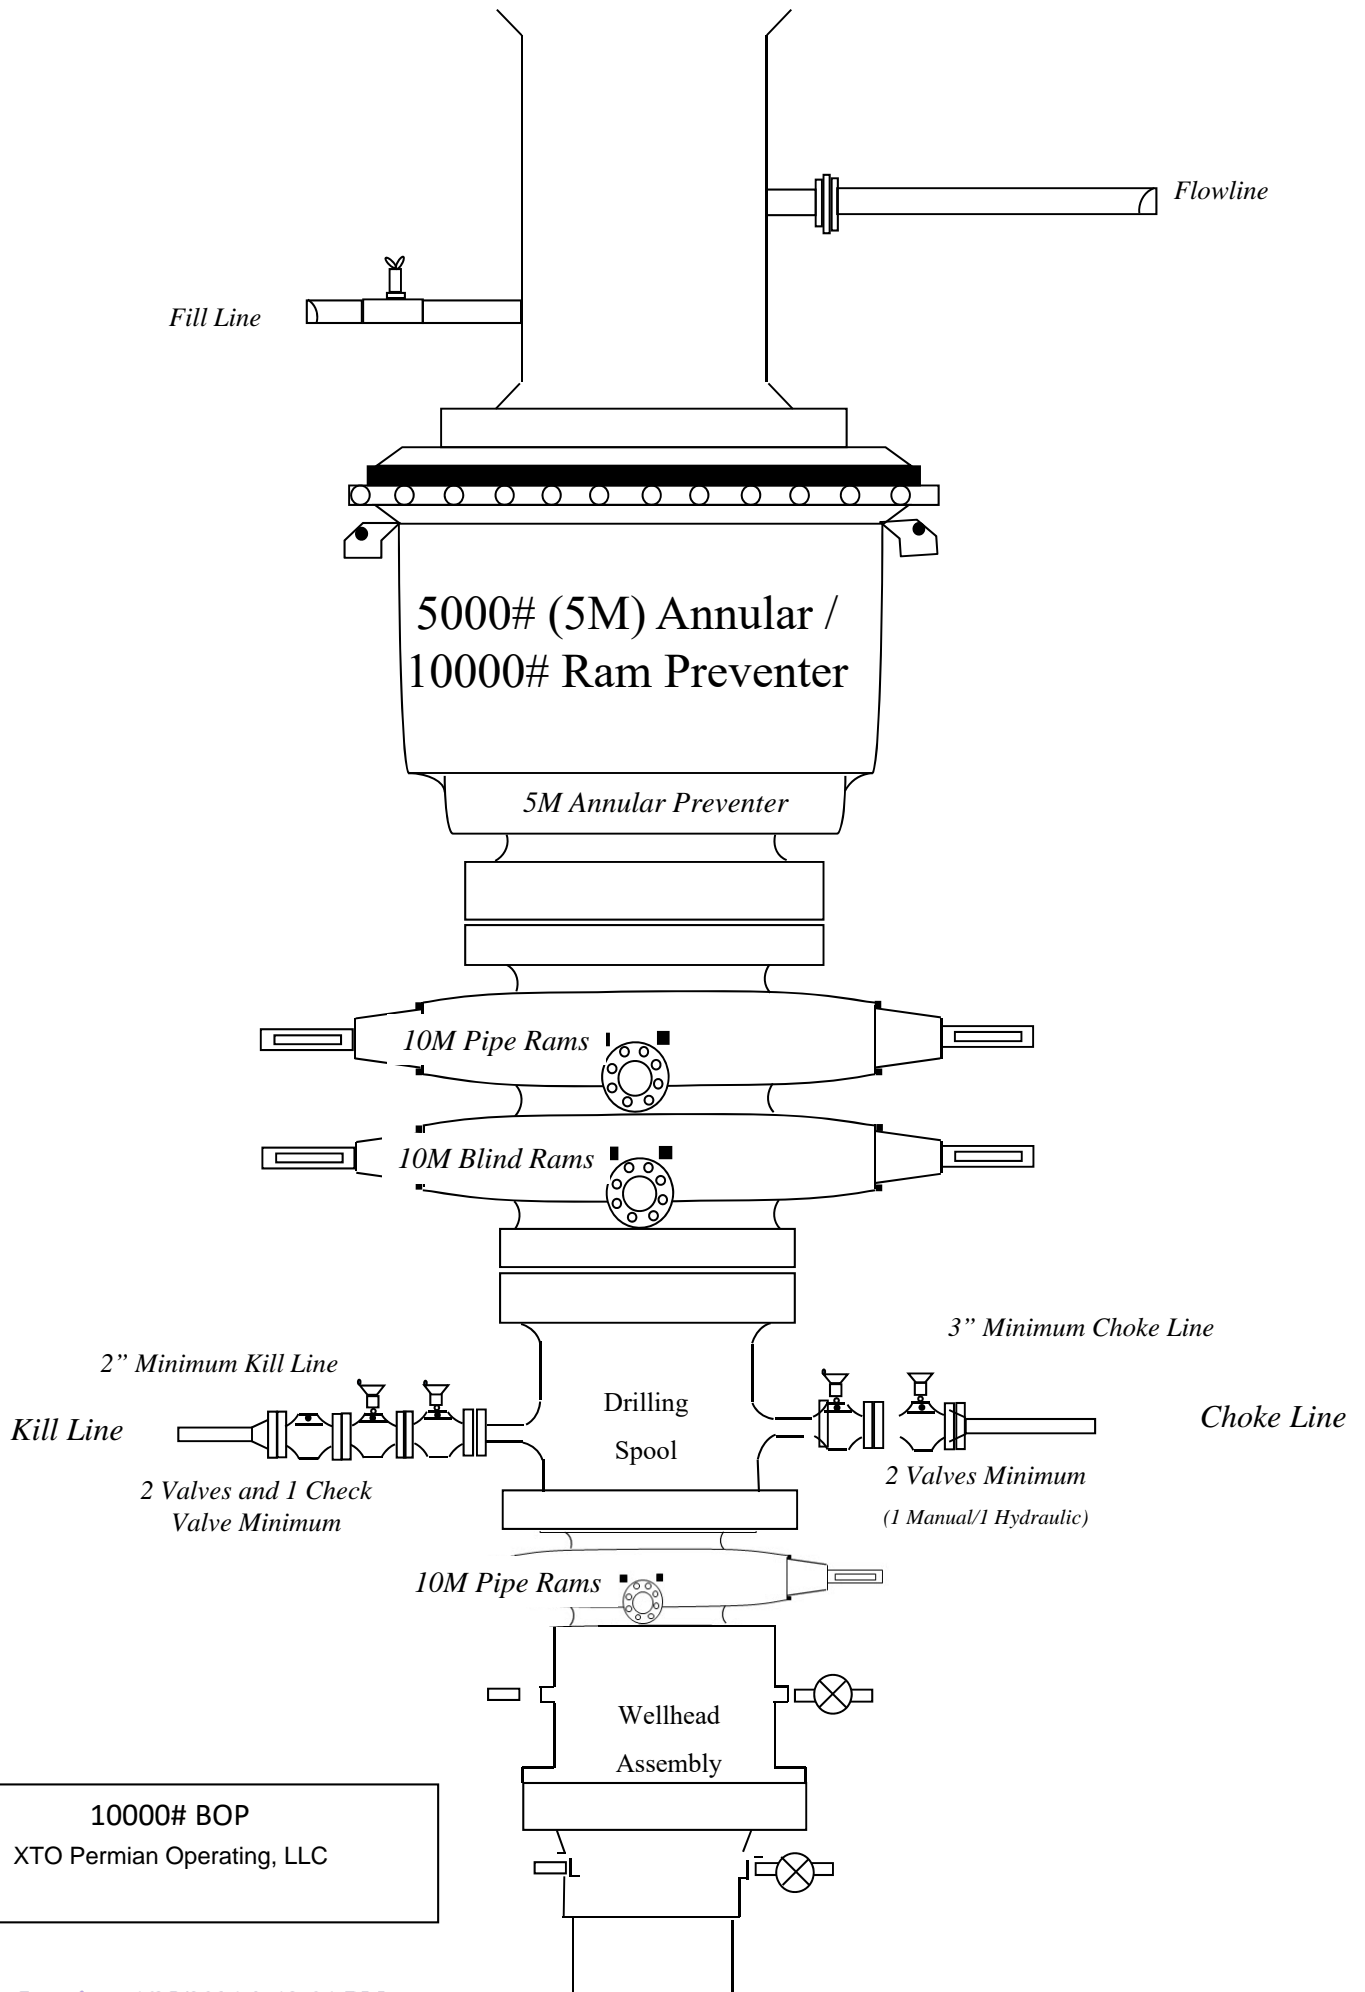 Flowline
Fill Line
5000# (5M) Annular /
10000# Ram Preventer
5M Annular Preventer
10M Pipe Rams
10M Blind Rams
3” Minimum Choke Line
2” Minimum Kill Line
Drilling
Spool
Kill Line
Choke Line
2 Valves and 1 Check
Valve Minimum
2 Valves Minimum
(1 Manual/1 Hydraulic)
10M Pipe Rams
Wellhead
Assembly
10000# BOP
XTO Permian Operating, LLC